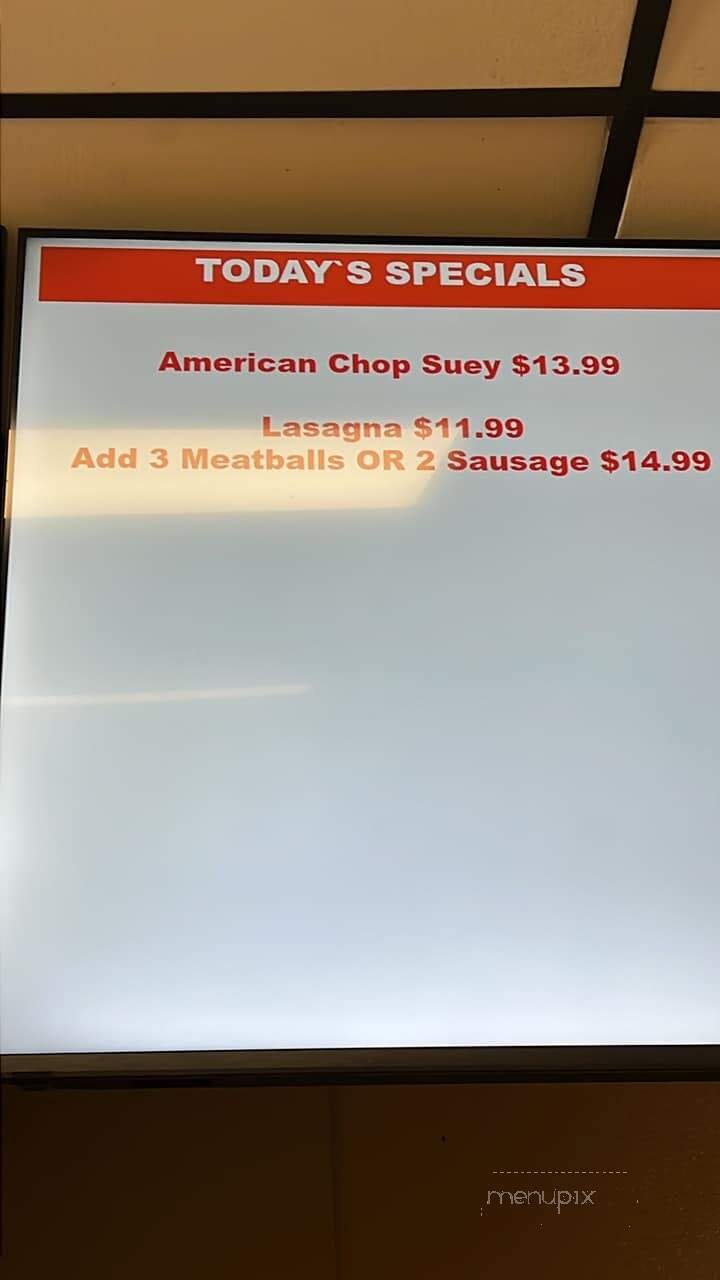 TODAY`S SPECIALS
American Chop Suey $13.99
Lasagna $11.99
Add 3 Meatballs OR 2 Sausage $14.99
menupix